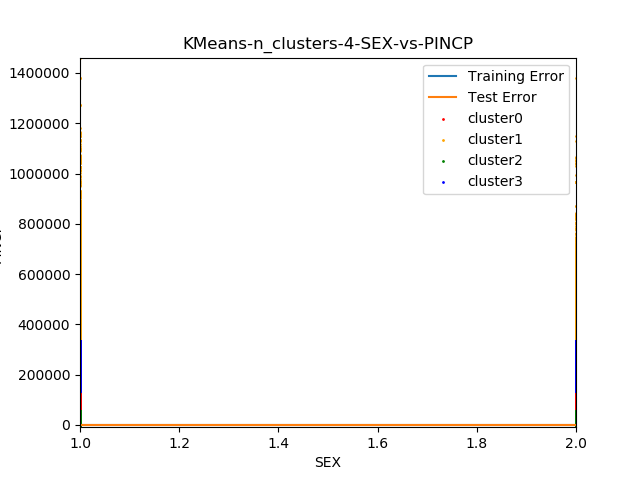 KMeans-n_clusters-4-SEX-vs-PINCP
1400000
1200000
1000000
800000
600000
400000
200000
0
Training Error
Test Error
cluster0
cluster1
cluster2
cluster3
1.0 1.2 1.4 1.6 1.8 2.0
SEX